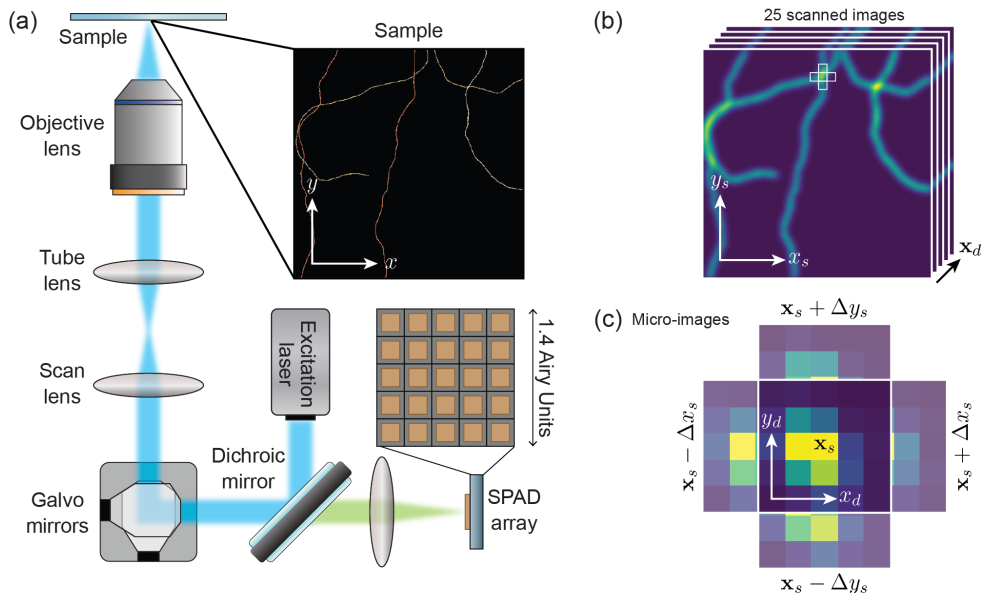 (a)
Sample
Sample
Objective
lens
y
x
Tube
lens
Scan
lens
Excitation
laser
1.4 Airy Units
Dichroic
mirror
Galvo
mirrors
SPAD
array
(b)
25 scanned images
y_s
x_s
x_d
(c)
Micro-images
x_s + Δy_s
x_s − Δx_s
y_d
x_s
x_d
x_s + Δx_s
x_s − Δy_s